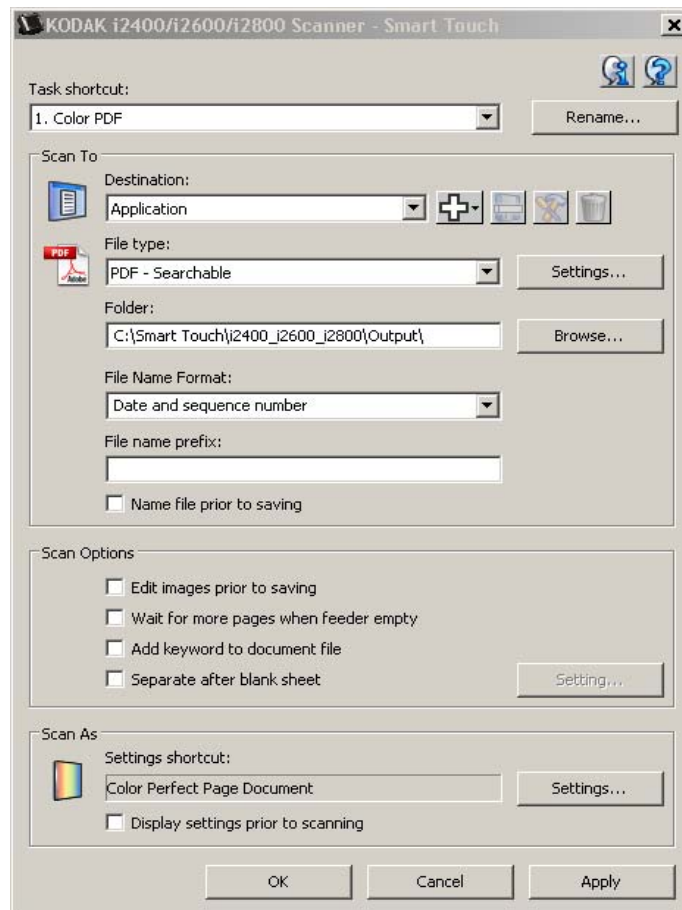 KODAK i2400/i2600/i2800 Scanner - Smart Touch
Task shortcut:
1. Color PDF
Rename...
Scan To
Destination:
Application
File type:
PDF
Adobe
PDF - Searchable
Settings...
Folder:
C:\Smart Touch\i2400_i2600_i2800\Output\
Browse...
File Name Format:
Date and sequence number
File name prefix:
Name file prior to saving
Scan Options
Edit images prior to saving
Wait for more pages when feeder empty
Add keyword to document file
Separate after blank sheet
Setting...
Scan As
Settings shortcut:
Color Perfect Page Document
Settings...
Display settings prior to scanning
OK
Cancel
Apply